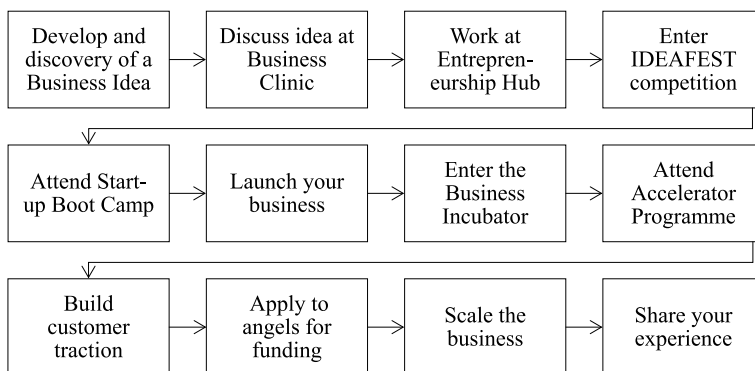 Develop and
discovery of a
Business Idea
Discuss idea at
Business
Clinic
Work at
Entrepren-
eurship Hub
Enter
IDEAFEST
competition
Attend Start-
up Boot Camp
Launch your
business
Enter the
Business
Incubator
Attend
Accelerator
Programme
Build
customer
traction
Apply to
angels for
funding
Scale the
business
Share your
experience